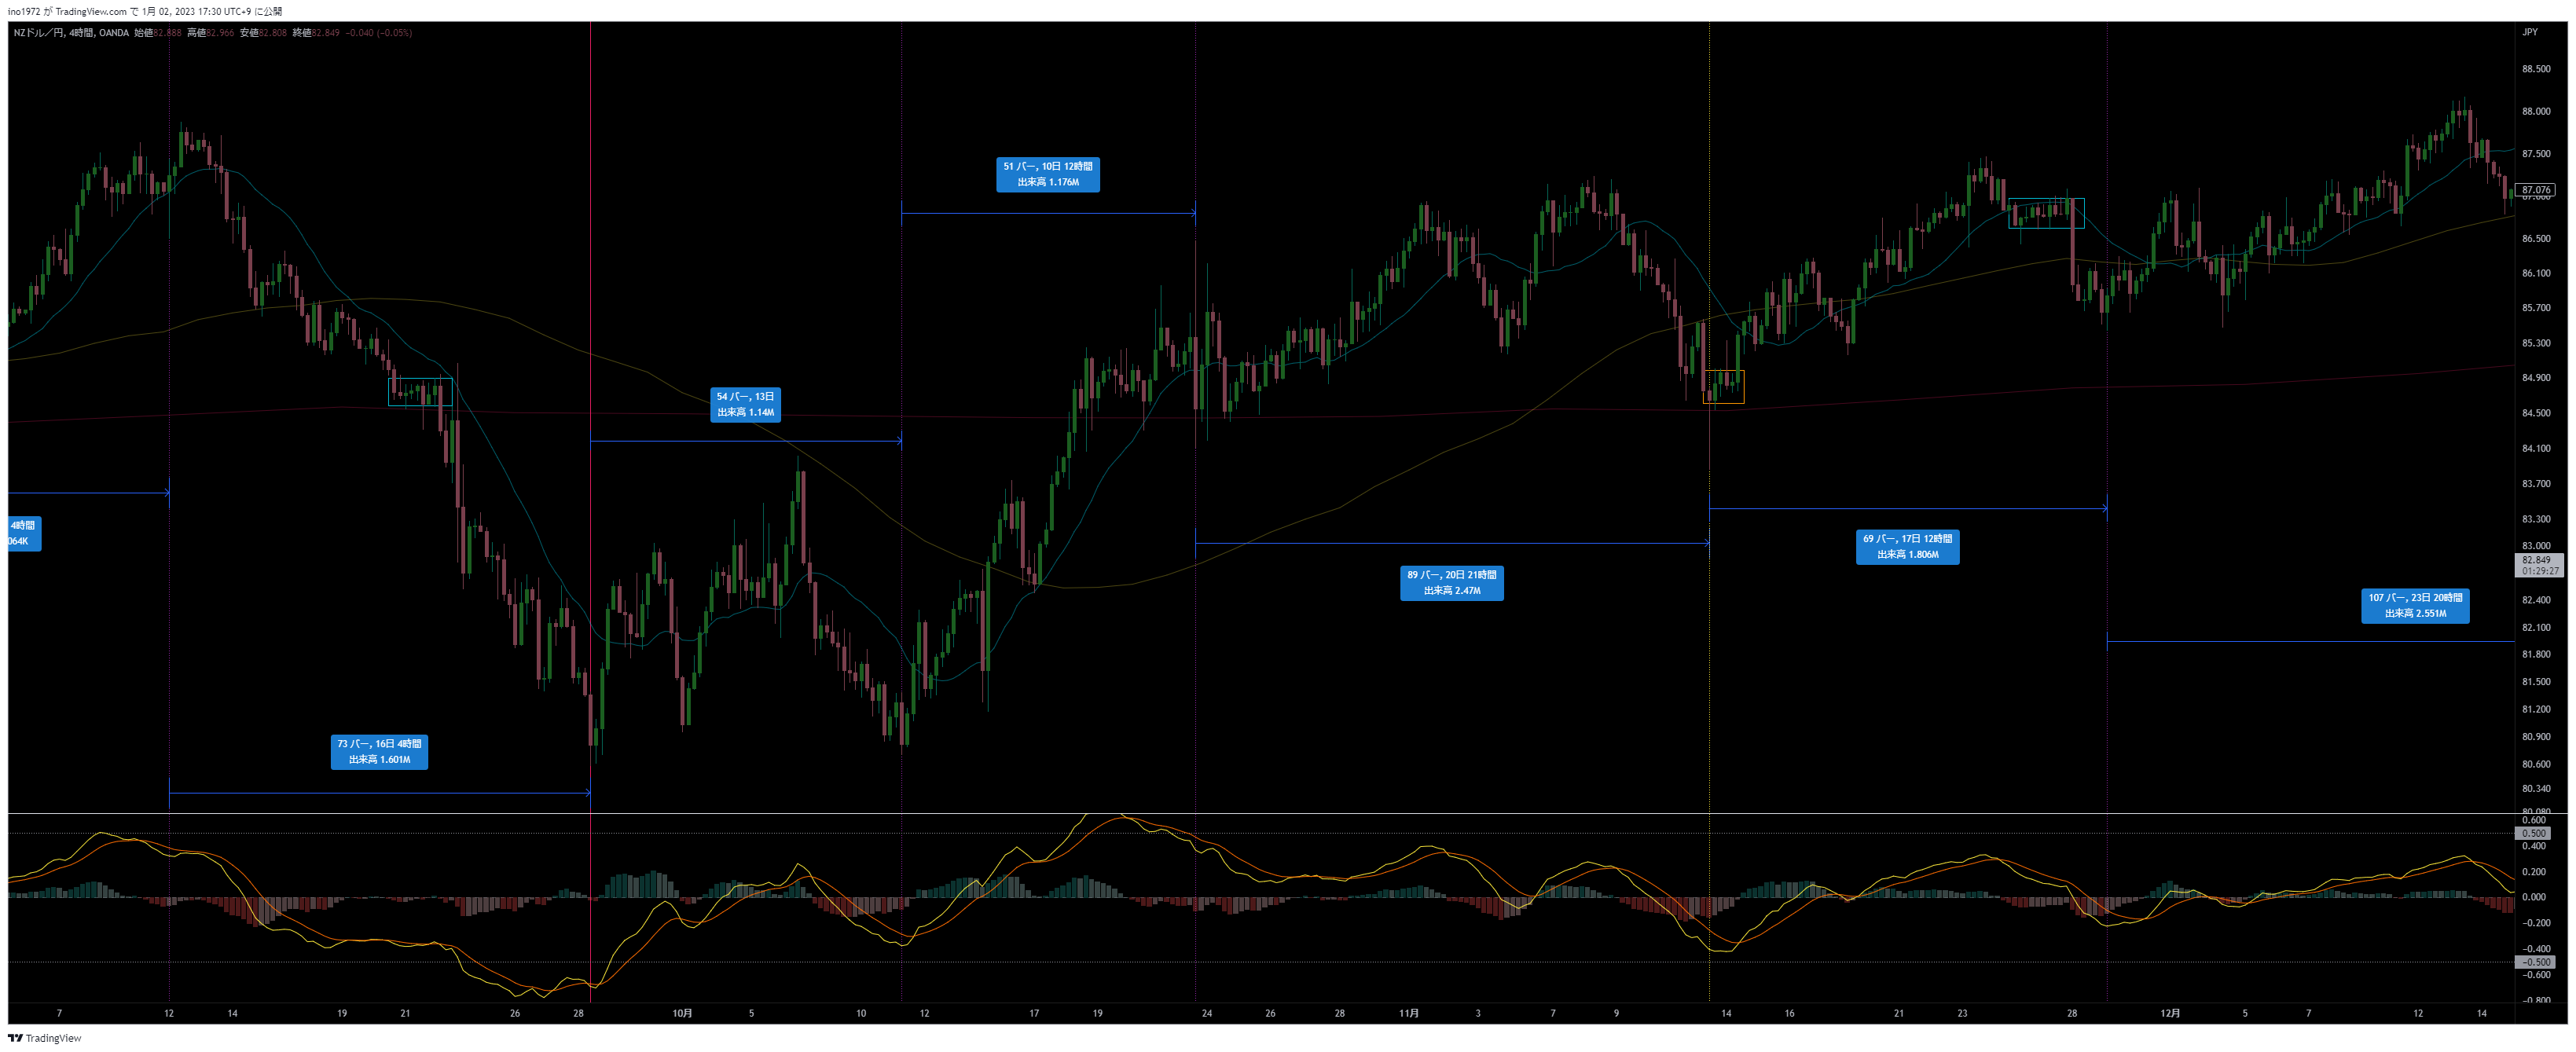 ino1972 が TradingView.com で 1月 02, 2023 17:30 UTC+9 に公開
NZドル／円, 4時間, OANDA 始値82.888 高値82.966 安値82.808 終値82.849 −0.040 (−0.05%)
JPY
88.500
88.000
87.500
87.076
87.000
86.500
86.100
85.700
85.300
84.900
84.500
84.100
83.700
83.300
83.000
82.849
01:29:27
82.400
82.100
81.800
81.500
81.200
80.900
80.600
80.340
80.080
51 バー, 10日 12時間
出来高 1.176M
54 バー, 13日
出来高 1.14M
4時間
064K
69 バー, 17日 12時間
出来高 1.806M
89 バー, 20日 21時間
出来高 2.47M
107 バー, 23日 20時間
出来高 2.551M
73 バー, 16日 4時間
出来高 1.601M
0.600
0.500
0.400
0.200
0.000
−0.200
−0.400
−0.500
−0.600
−0.800
7 12 14 19 21 26 28 10月 5 10 12 17 19 24 26 28 11月 3 7 9 14 16 21 23 28 12月 5 7 12 14
TradingView